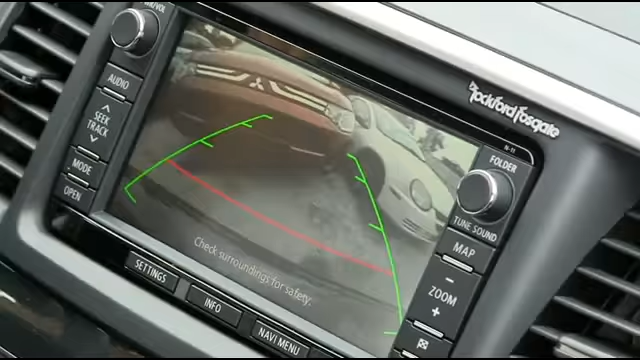 /VOL
AUDIO
SEEK
TRACK
MODE
OPEN
Rockford Fosgate
FOLDER
TUNE SOUND
MAP
ZOOM
Check surroundings for safety.
SETTINGS
INFO
NAVI MENU